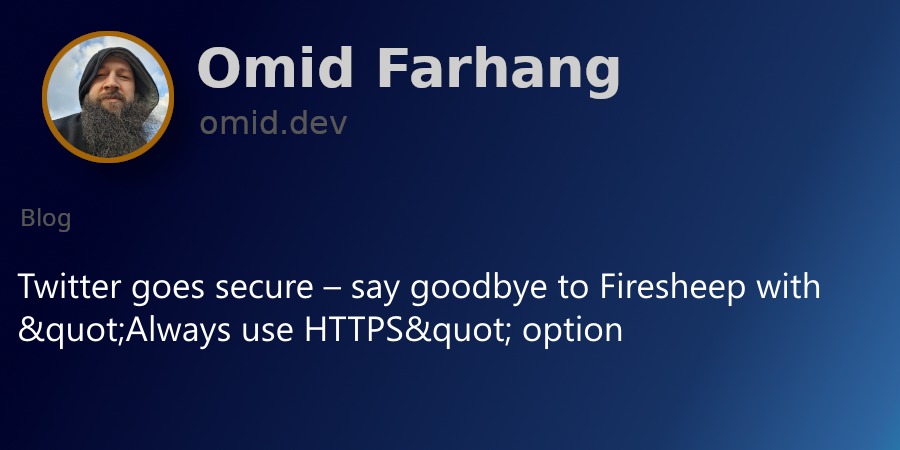 Omid Farhang
omid.dev
Blog
Twitter goes secure – say goodbye to Firesheep with
&quot;Always use HTTPS&quot; option